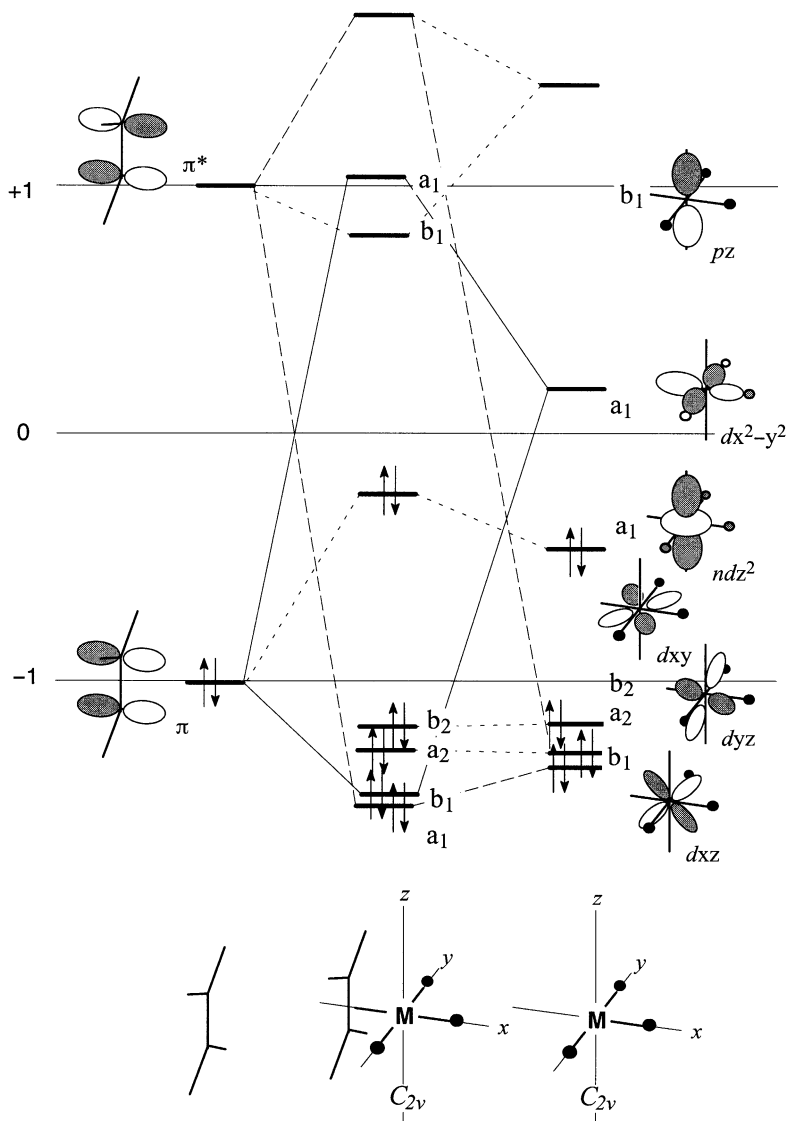 π*
+1
a₁
b₁
b₁
pz
a₁
dx²–y²
0
a₁
ndz²
dxy
–1
π
b₂
a₂
b₁
a₁
b₂
a₂
b₁
dyz
dxz
z
y
M
x
C₂ᵥ
z
y
M
x
C₂ᵥ